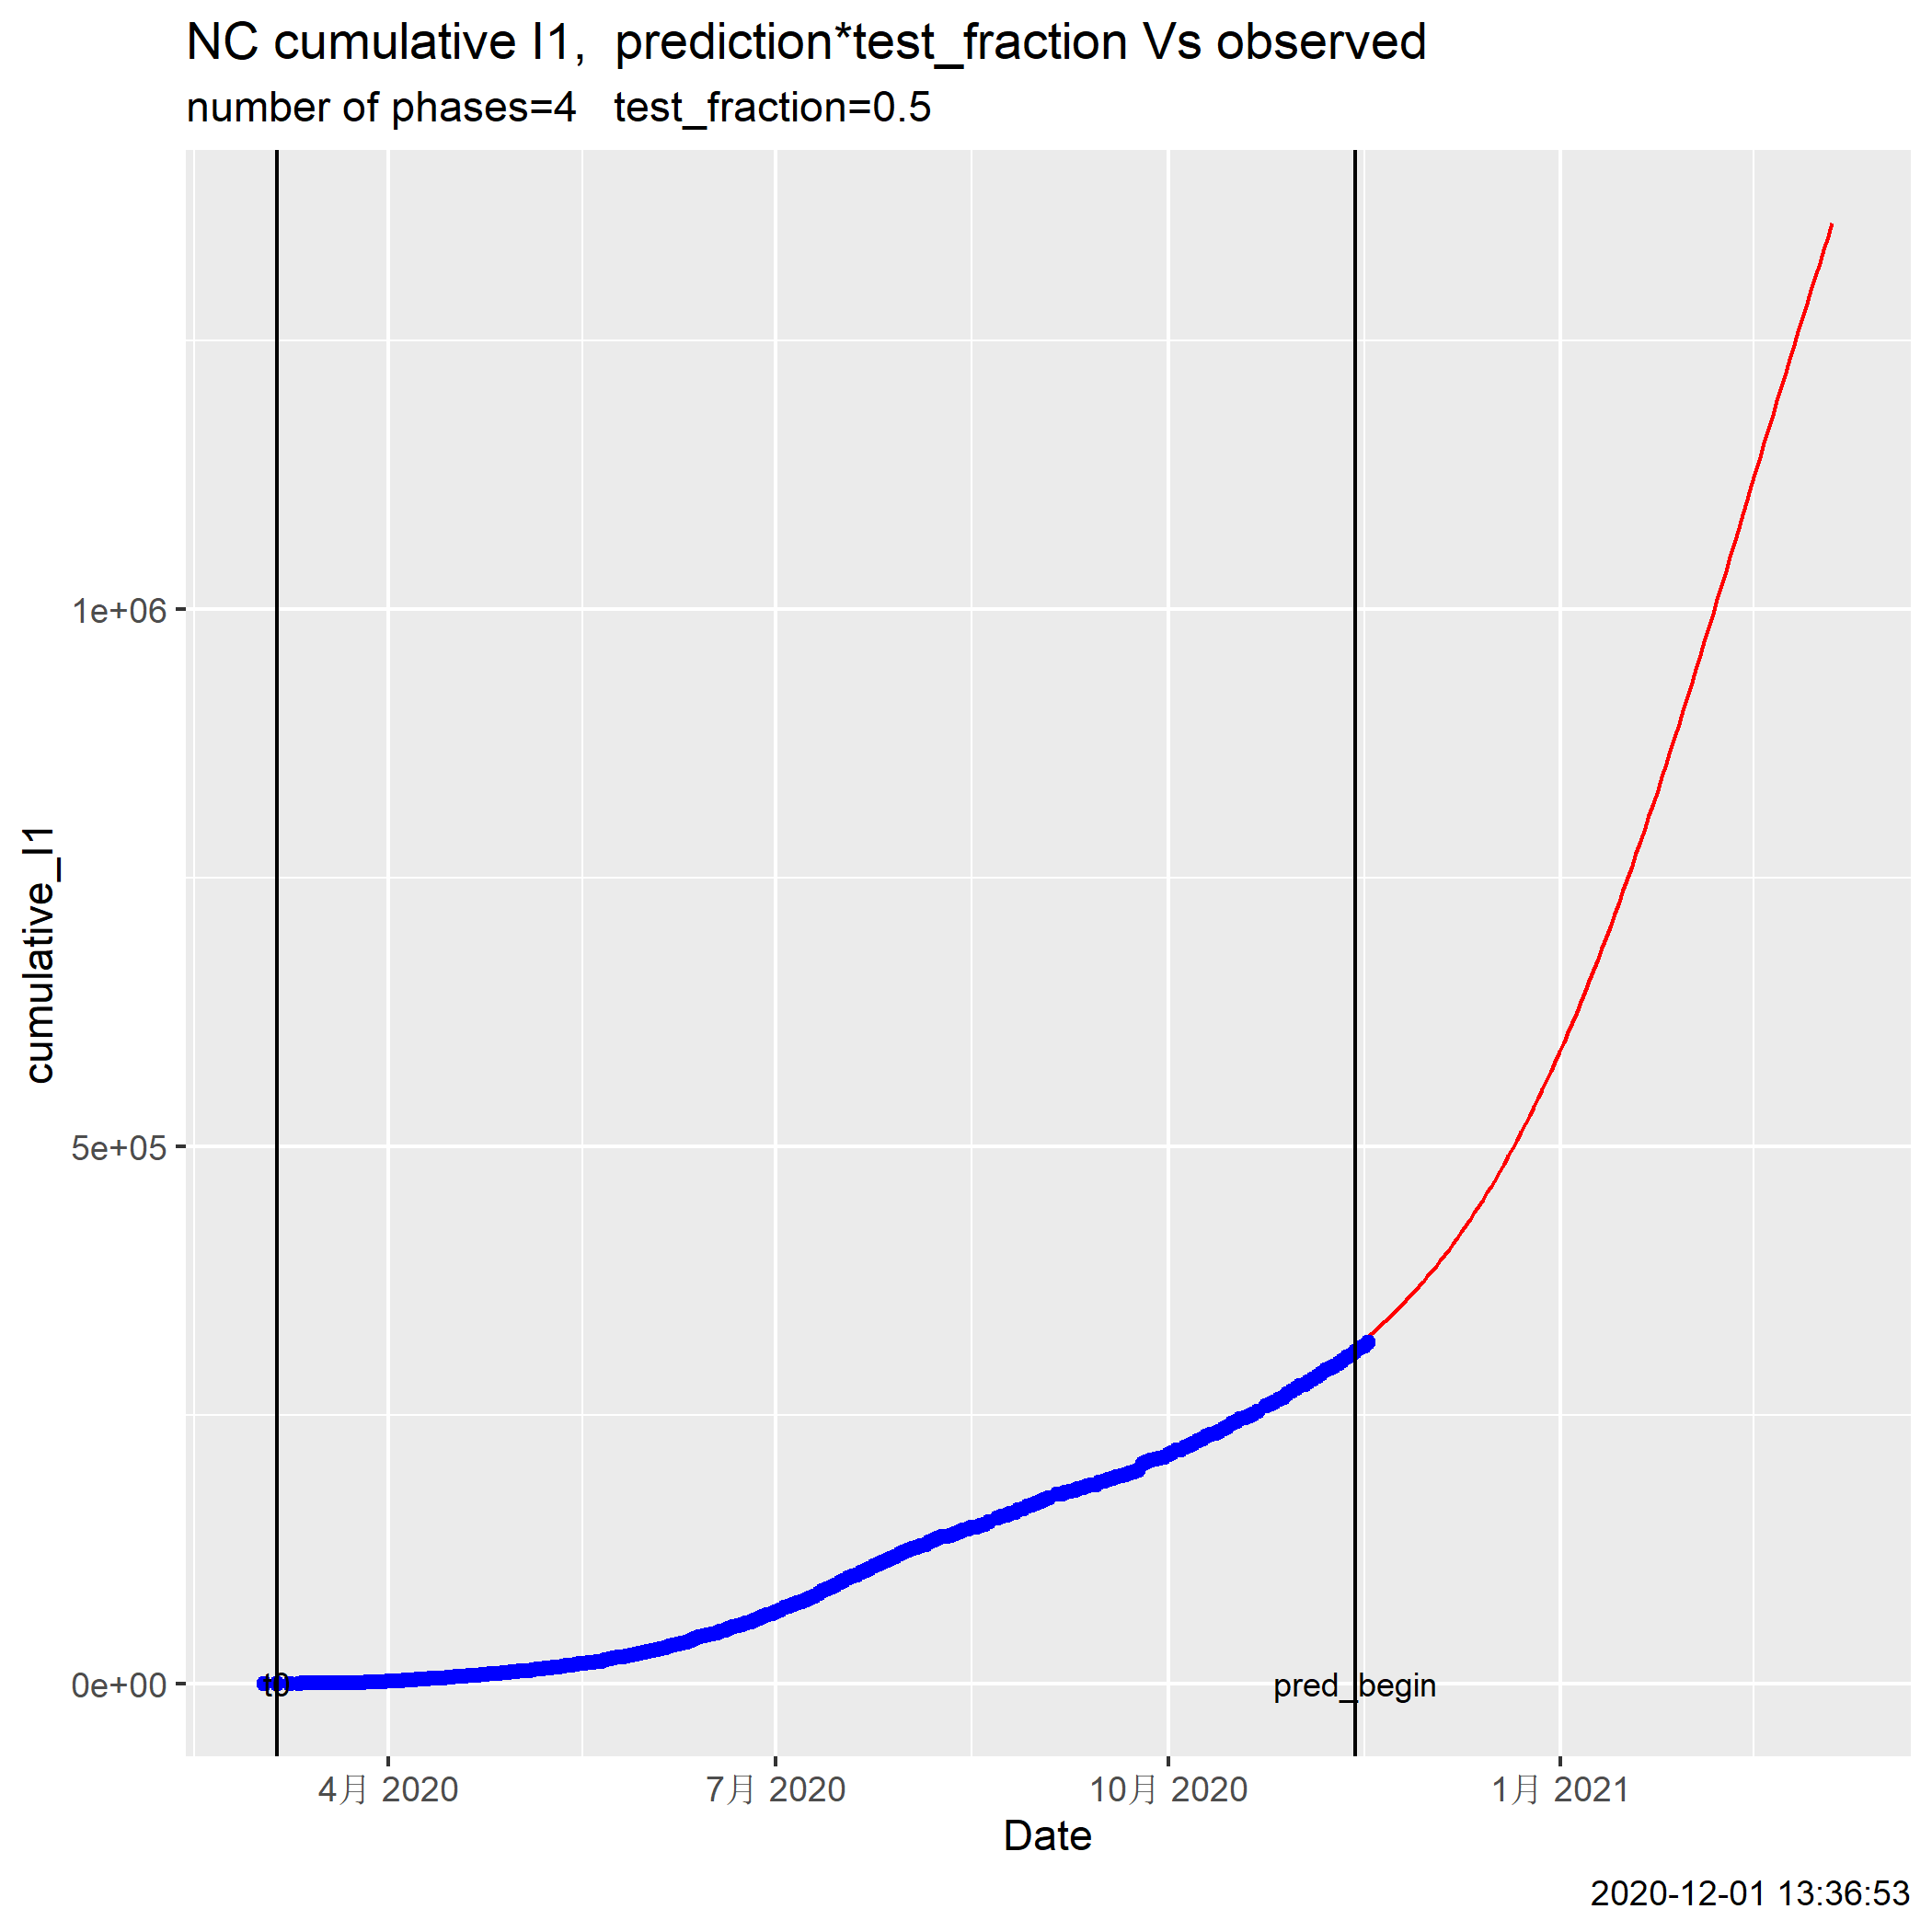 NC cumulative I1,  prediction*test_fraction Vs observed
number of phases=4   test_fraction=0.5
cumulative_I1
1e+06
5e+05
0e+00
t0
pred_begin
4月 2020
7月 2020
10月 2020
1月 2021
Date
2020-12-01 13:36:53